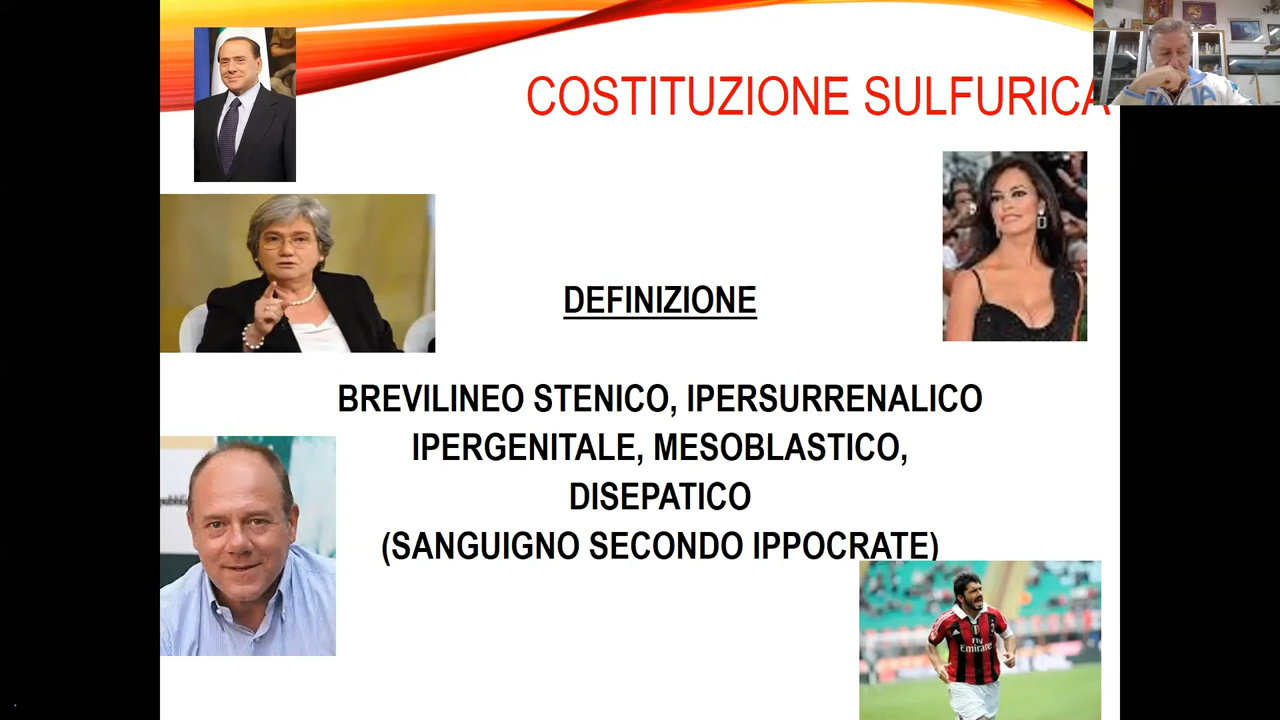 COSTITUZIONE SULFURICA
DEFINIZIONE
BREVILINEO STENICO, IPERSURRENALICO
IPERGENITALE, MESOBLASTICO,
DISEPATICO
(SANGUIGNO SECONDO IPPOCRATE)
Fly
Emirates